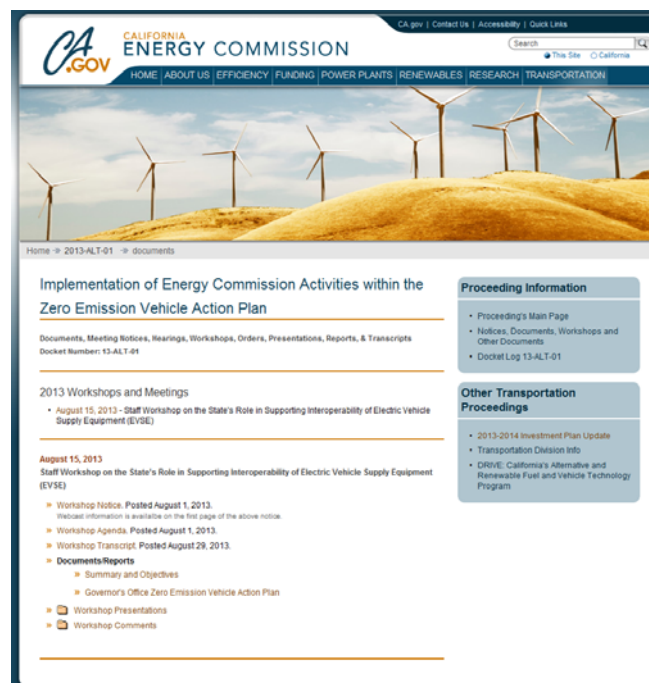 CA.gov | Contact Us | Accessibility | Quick Links
CA
.GOV
CALIFORNIA
ENERGY COMMISSION
Search
This Site California
HOME ABOUT US EFFICIENCY FUNDING POWER PLANTS RENEWABLES RESEARCH TRANSPORTATION
Home → 2013-ALT-01 → documents
Implementation of Energy Commission Activities within the
Zero Emission Vehicle Action Plan
Documents, Meeting Notices, Hearings, Workshops, Orders, Presentations, Reports, & Transcripts
Docket Number: 13-ALT-01
2013 Workshops and Meetings
• August 15, 2013 - Staff Workshop on the State's Role in Supporting Interoperability of Electric Vehicle
Supply Equipment (EVSE)
August 15, 2013
Staff Workshop on the State's Role in Supporting Interoperability of Electric Vehicle Supply Equipment
(EVSE)
» Workshop Notice. Posted August 1, 2013.
Webcast information is availalbe on the first page of the above notice.
» Workshop Agenda. Posted August 1, 2013.
» Workshop Transcript. Posted August 29, 2013.
» Documents/Reports
» Summary and Objectives
» Governor's Office Zero Emission Vehicle Action Plan
» Workshop Presentations
» Workshop Comments
Proceeding Information
• Proceeding's Main Page
• Notices, Documents, Workshops and
Other Documents
• Docket Log 13-ALT-01
Other Transportation
Proceedings
• 2013-2014 Investment Plan Update
• Transportation Division Info
• DRIVE: California's Alternative and
Renewable Fuel and Vehicle Technology
Program